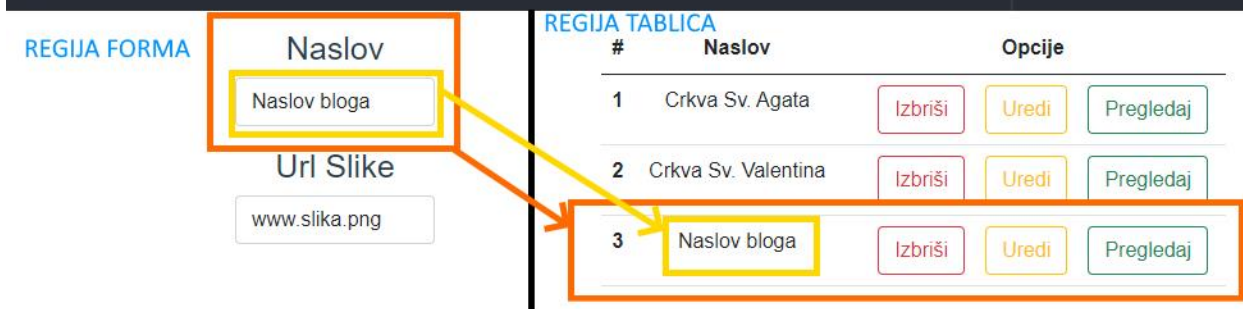 REGIJA FORMA
Naslov
Naslov bloga
Url Slike
www.slika.png
REGIJA TABLICA
# Naslov Opcije
1 Crkva Sv. Agata Izbriši Uredi Pregledaj
2 Crkva Sv. Valentina Izbriši Uredi Pregledaj
3 Naslov bloga Izbriši Uredi Pregledaj